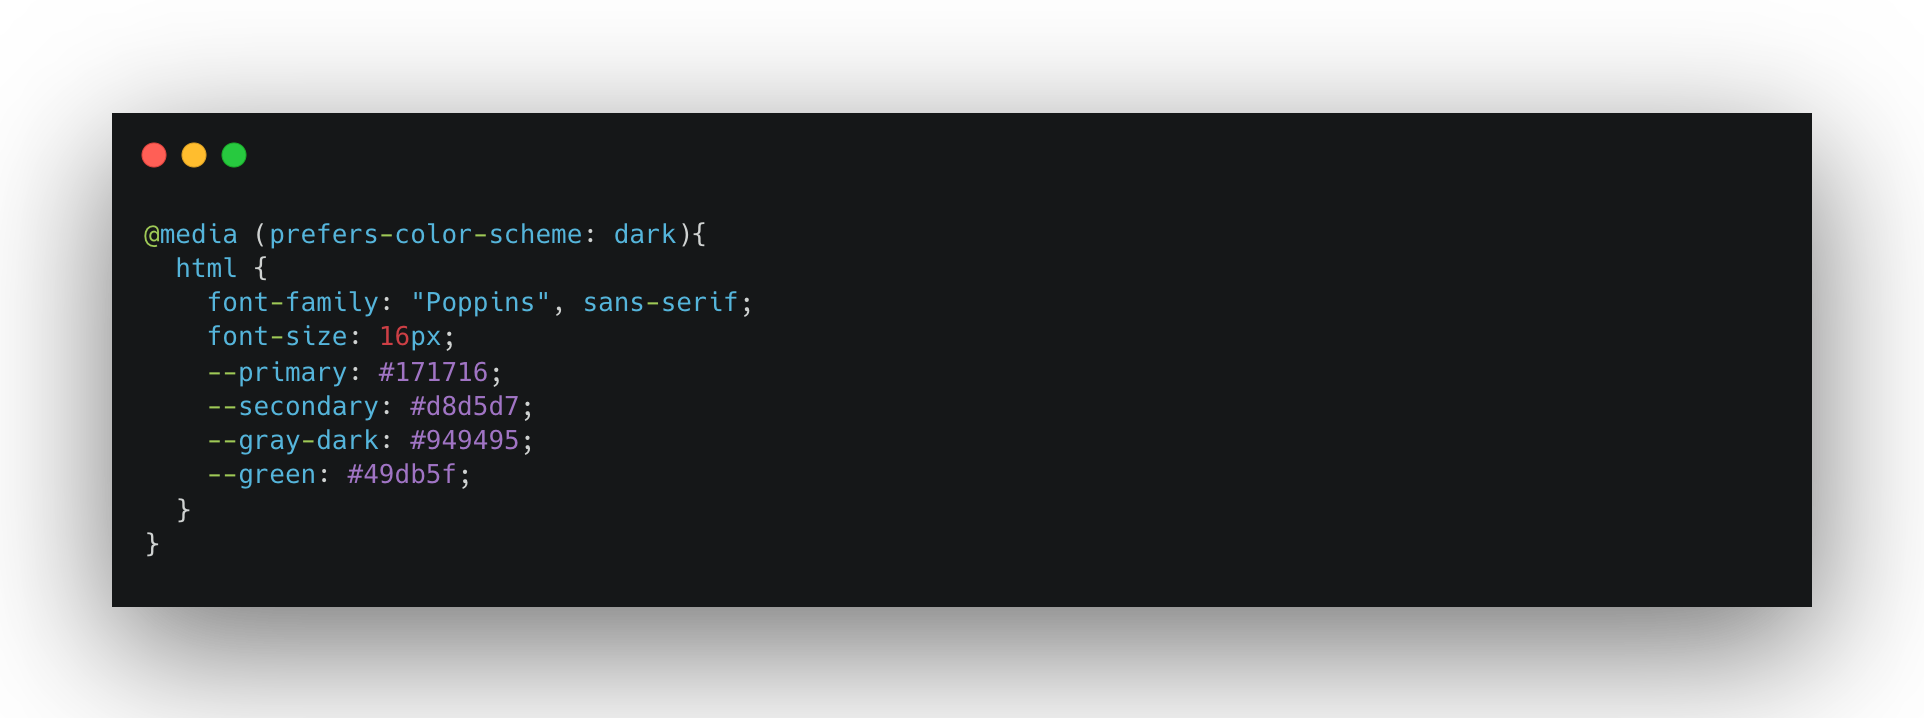 @media (prefers-color-scheme: dark){
  html {
    font-family: "Poppins", sans-serif;
    font-size: 16px;
    --primary: #171716;
    --secondary: #d8d5d7;
    --gray-dark: #949495;
    --green: #49db5f;
  }
}